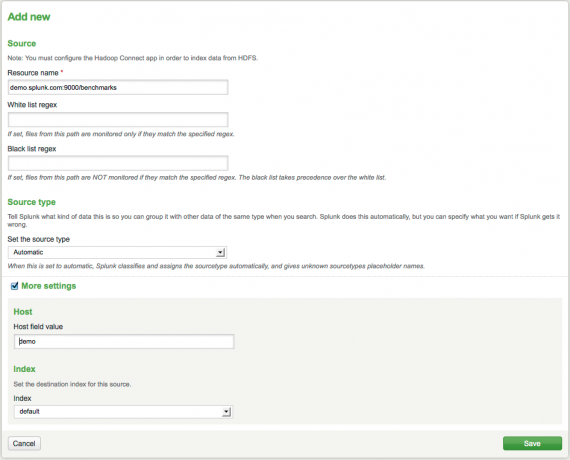 Add new
Source
Note: You must configure the Hadoop Connect app in order to index data from HDFS.
Resource name *
demo.splunk.com:9000/benchmarks
White list regex
If set, files from this path are monitored only if they match the specified regex.
Black list regex
If set, files from this path are NOT monitored if they match the specified regex. The black list takes precedence over the white list.
Source type
Tell Splunk what kind of data this is so you can group it with other data of the same type when you search. Splunk does this automatically, but you can specify what you want if Splunk gets it
wrong.
Set the source type
Automatic
When this is set to automatic, Splunk classifies and assigns the sourcetype automatically, and gives unknown sourcetypes placeholder names.
More settings
Host
Host field value
demo
Index
Set the destination index for this source.
Index
default
Cancel
Save